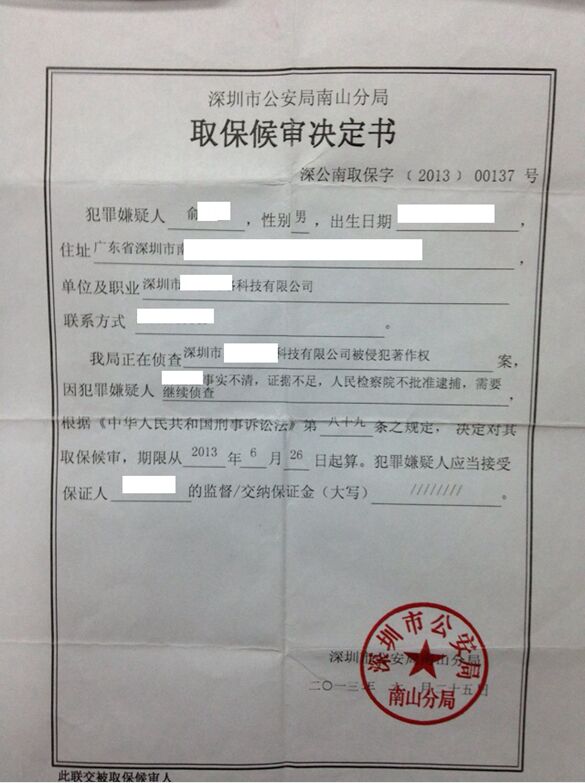 深圳市公安局南山分局
取保候审决定书
深公南取保字（2013）00137 号
犯罪嫌疑人 俞 ，性别 男 ，出生日期 ，
住址 广东省深圳市南 ，
单位及职业 深圳市 科技有限公司
联系方式 。
我局正在侦查 深圳市 科技有限公司被侵犯著作权 案，
因犯罪嫌疑人 事实不清，证据不足，人民检察院不批准逮捕，需要
继续侦查 ，
根据《中华人民共和国刑事诉讼法》第 八十九 条之规定，决定对其
取保候审，期限从 2013 年 6 月 26 日起算。犯罪嫌疑人应当接受
保证人 的监督/交纳保证金（大写） //////// 。
深圳市公安局南山分局
二〇一三年 六 月二十五日
深圳市公安局
南山分局
此联交被取保候审人